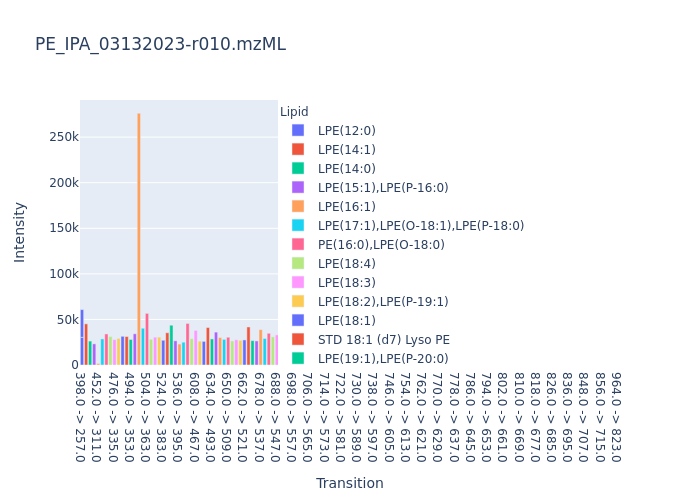 PE_IPA_03132023-r010.mzML
Lipid
LPE(12:0)
LPE(14:1)
LPE(14:0)
LPE(15:1),LPE(P-16:0)
LPE(16:1)
LPE(17:1),LPE(O-18:1),LPE(P-18:0)
PE(16:0),LPE(O-18:0)
LPE(18:4)
LPE(18:3)
LPE(18:2),LPE(P-19:1)
LPE(18:1)
STD 18:1 (d7) Lyso PE
LPE(19:1),LPE(P-20:0)
Intensity
250k
200k
150k
100k
50k
0
398.0 -> 257.0
452.0 -> 311.0
476.0 -> 335.0
494.0 -> 353.0
504.0 -> 363.0
524.0 -> 383.0
536.0 -> 395.0
608.0 -> 467.0
634.0 -> 493.0
650.0 -> 509.0
662.0 -> 521.0
678.0 -> 537.0
688.0 -> 547.0
698.0 -> 557.0
706.0 -> 565.0
714.0 -> 573.0
722.0 -> 581.0
730.0 -> 589.0
738.0 -> 597.0
746.0 -> 605.0
754.0 -> 613.0
762.0 -> 621.0
770.0 -> 629.0
778.0 -> 637.0
786.0 -> 645.0
794.0 -> 653.0
802.0 -> 661.0
810.0 -> 669.0
818.0 -> 677.0
826.0 -> 685.0
836.0 -> 695.0
848.0 -> 707.0
856.0 -> 715.0
964.0 -> 823.0
Transition